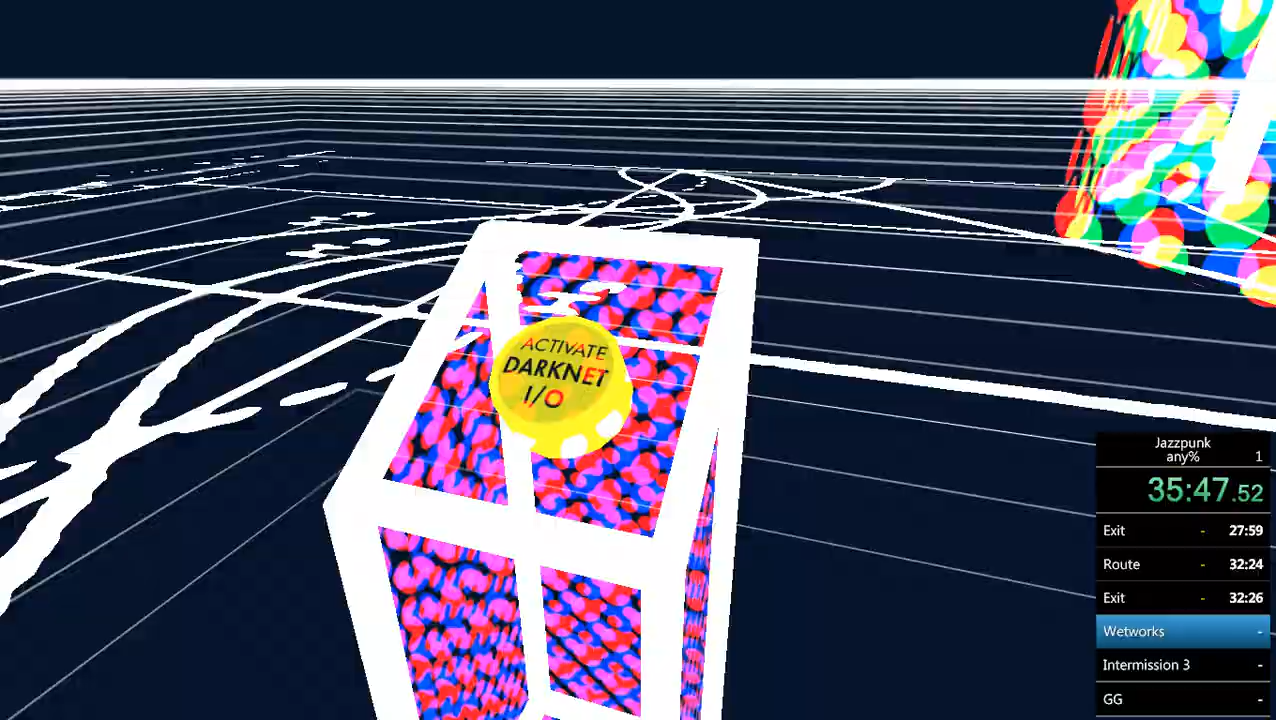 ACTIVATE
DARKNET
I/O
Jazzpunk
any% 1
35:47.52
Exit - 27:59
Route - 32:24
Exit - 32:26
Wetworks -
Intermission 3 -
GG -